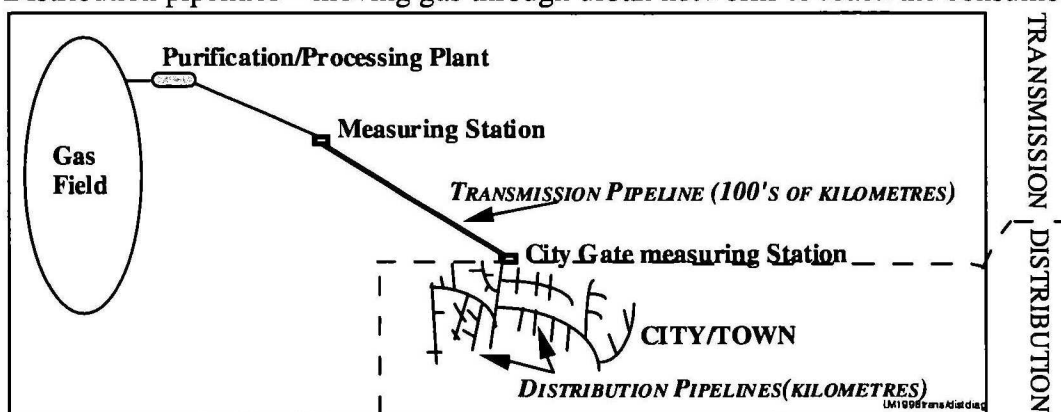 Purification/Processing Plant
Measuring Station
Gas
Field
TRANSMISSION PIPELINE (100'S OF KILOMETRES)
City Gate measuring Station
CITY/TOWN
DISTRIBUTION PIPELINES(KILOMETRES)
TRANSMISSION
DISTRIBUTION